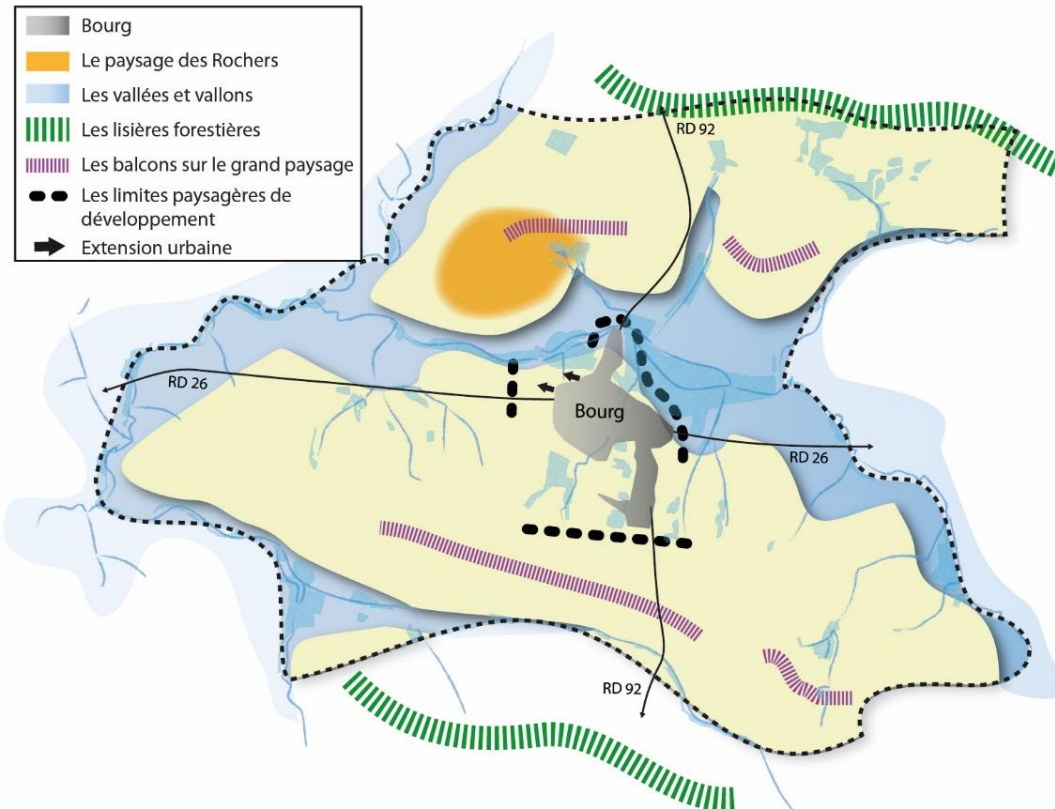 Bourg
Le paysage des Rochers
Les vallées et vallons
Les lisières forestières
Les balcons sur le grand paysage
Les limites paysagères de
développement
Extension urbaine
RD 92
RD 26
Bourg
RD 26
RD 92